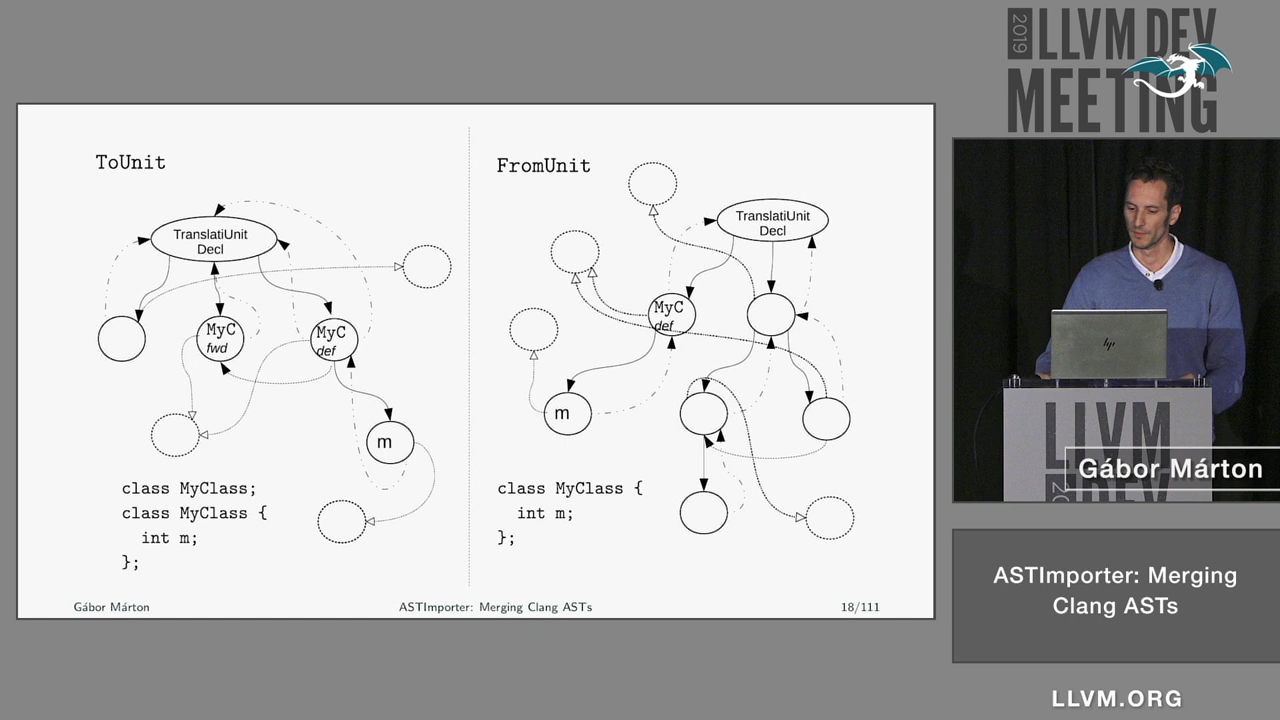 2019
LLVM DEV
MEETING
ToUnit
FromUnit
TranslatiUnit
Decl
TranslatiUnit
Decl
MyC
fwd
MyC
def
MyC
def
m
m
class MyClass;
class MyClass {
int m;
};
class MyClass {
int m;
};
Gábor Márton
ASTImporter: Merging Clang ASTs
18/111
hp
LLVM
Gábor Márton
ASTImporter: Merging
Clang ASTs
LLVM.ORG